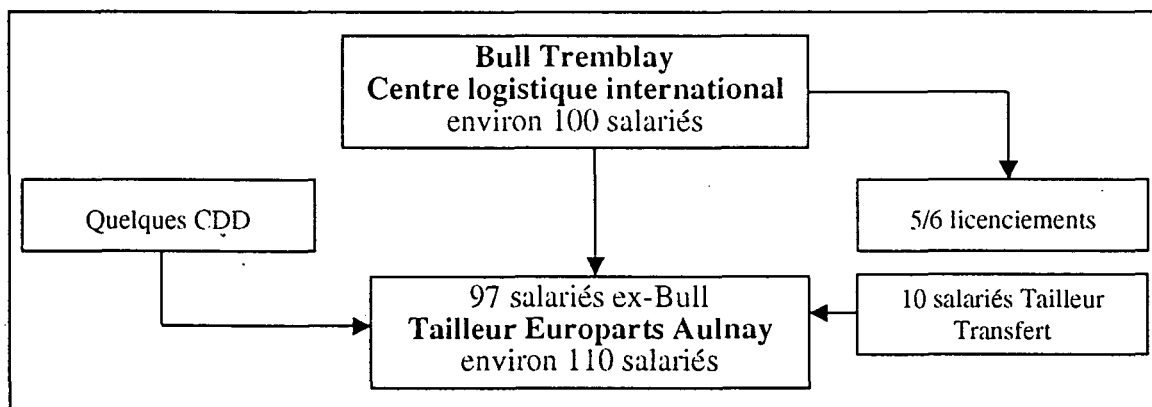 Bull Tremblay
Centre logistique international
environ 100 salariés
Quelques CDD
5/6 licenciements
97 salariés ex-Bull
Tailleur Europarts Aulnay
environ 110 salariés
10 salariés Tailleur
Transfert